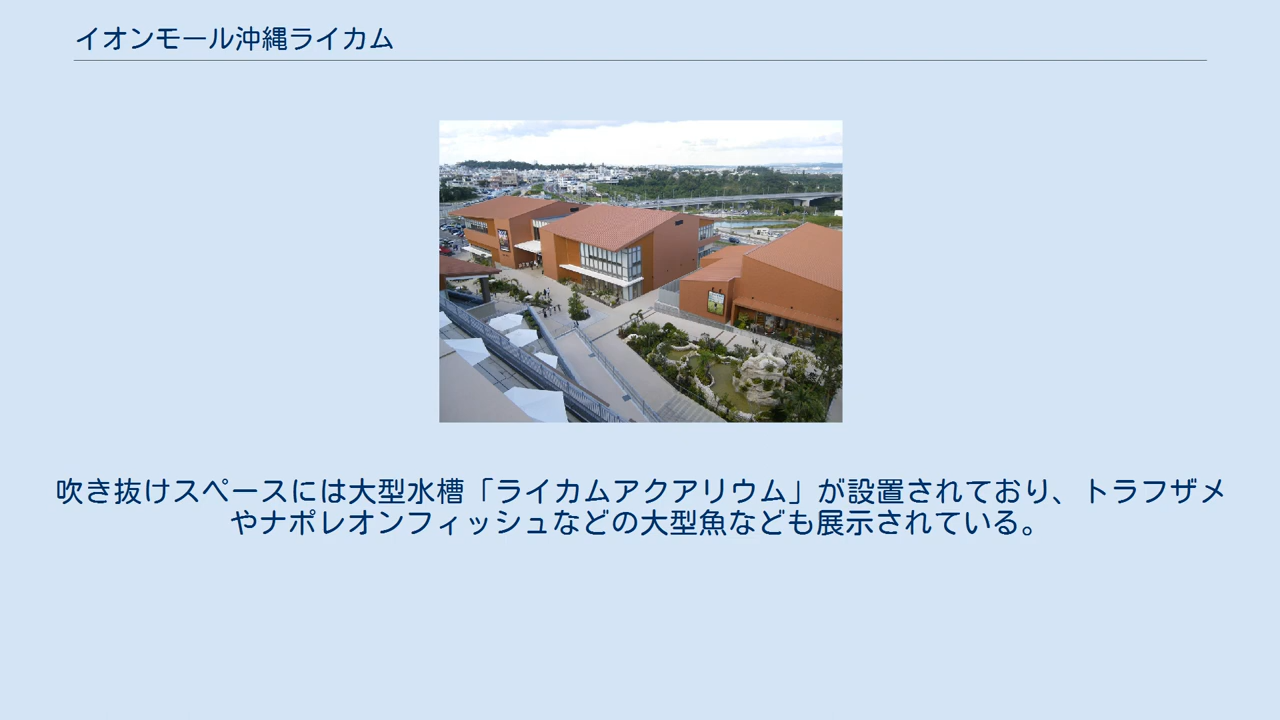 イオンモール沖縄ライカム
吹き抜けスペースには大型水槽「ライカムアクアリウム」が設置されており、トラフザメ
やナポレオンフィッシュなどの大型魚なども展示されている。